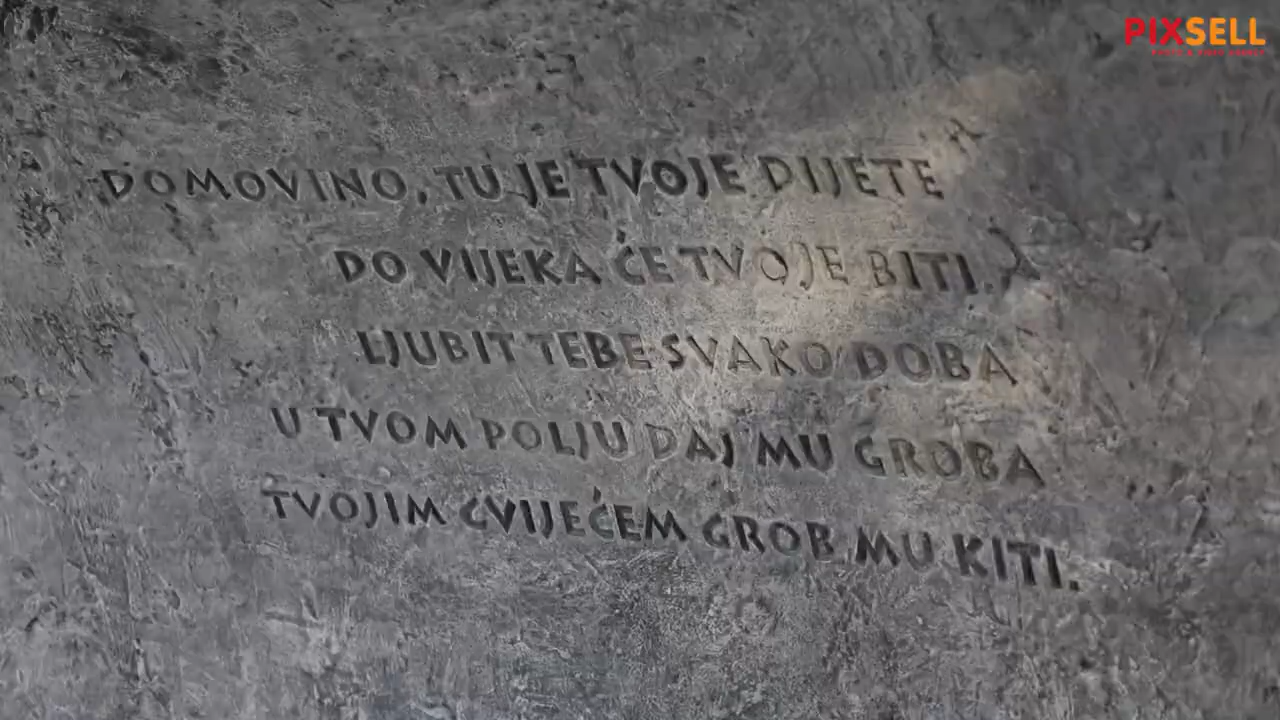 PIXSELL
DOMOVINO, TU JE TVOJE DIJETE
DO VIJEKA ĆE TVOJE BITI.
LJUBIT TEBE SVAKO DOBA
U TVOM POLJU DAJ MU GROBA
TVOJIM CVIJEĆEM GROB MU KITI.